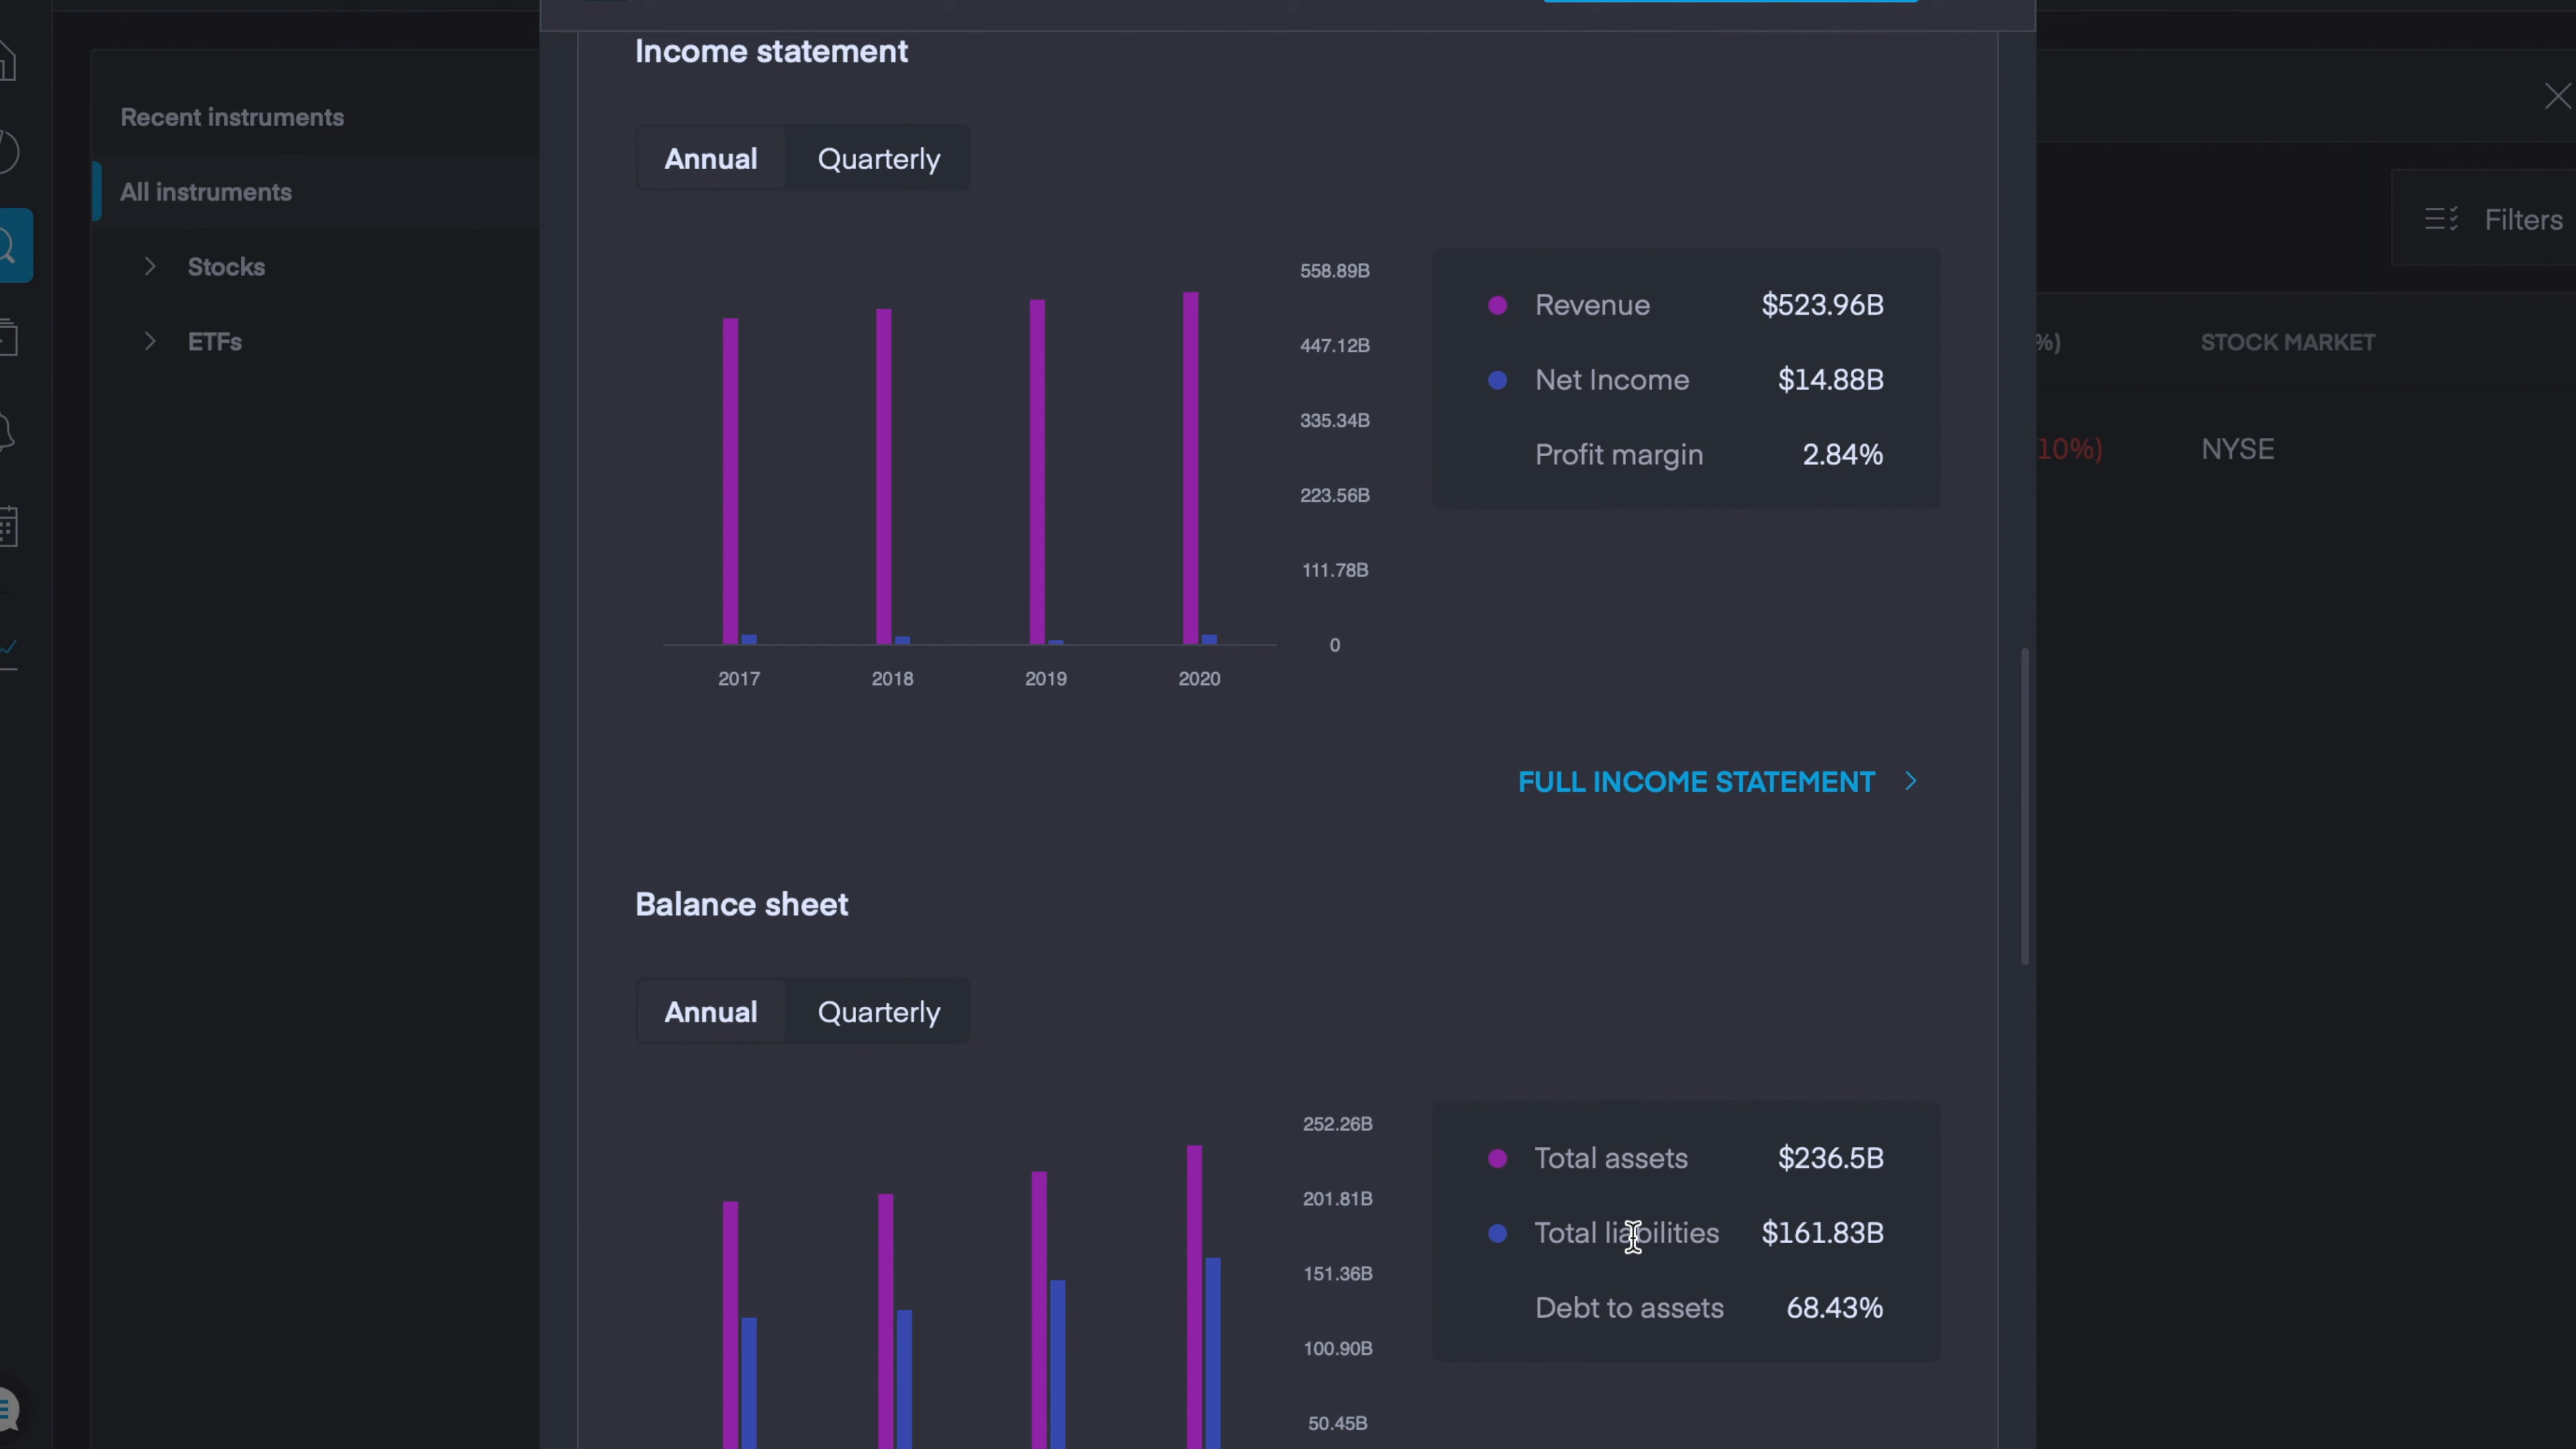 Income statement
Recent instruments
Annual
Quarterly
All instruments
Filters
Stocks
558.89B
Revenue
$523.96B
ETFs
447.12B
%)
STOCK MARKET
Net Income
$14.88B
335.34B
Profit margin
2.84%
10%)
NYSE
223.56B
111.78B
0
2017
2018
2019
2020
FULL INCOME STATEMENT
Balance sheet
Annual
Quarterly
252.26B
Total assets
$236.5B
201.81B
Total liabilities
$161.83B
151.36B
Debt to assets
68.43%
100.90B
50.45B